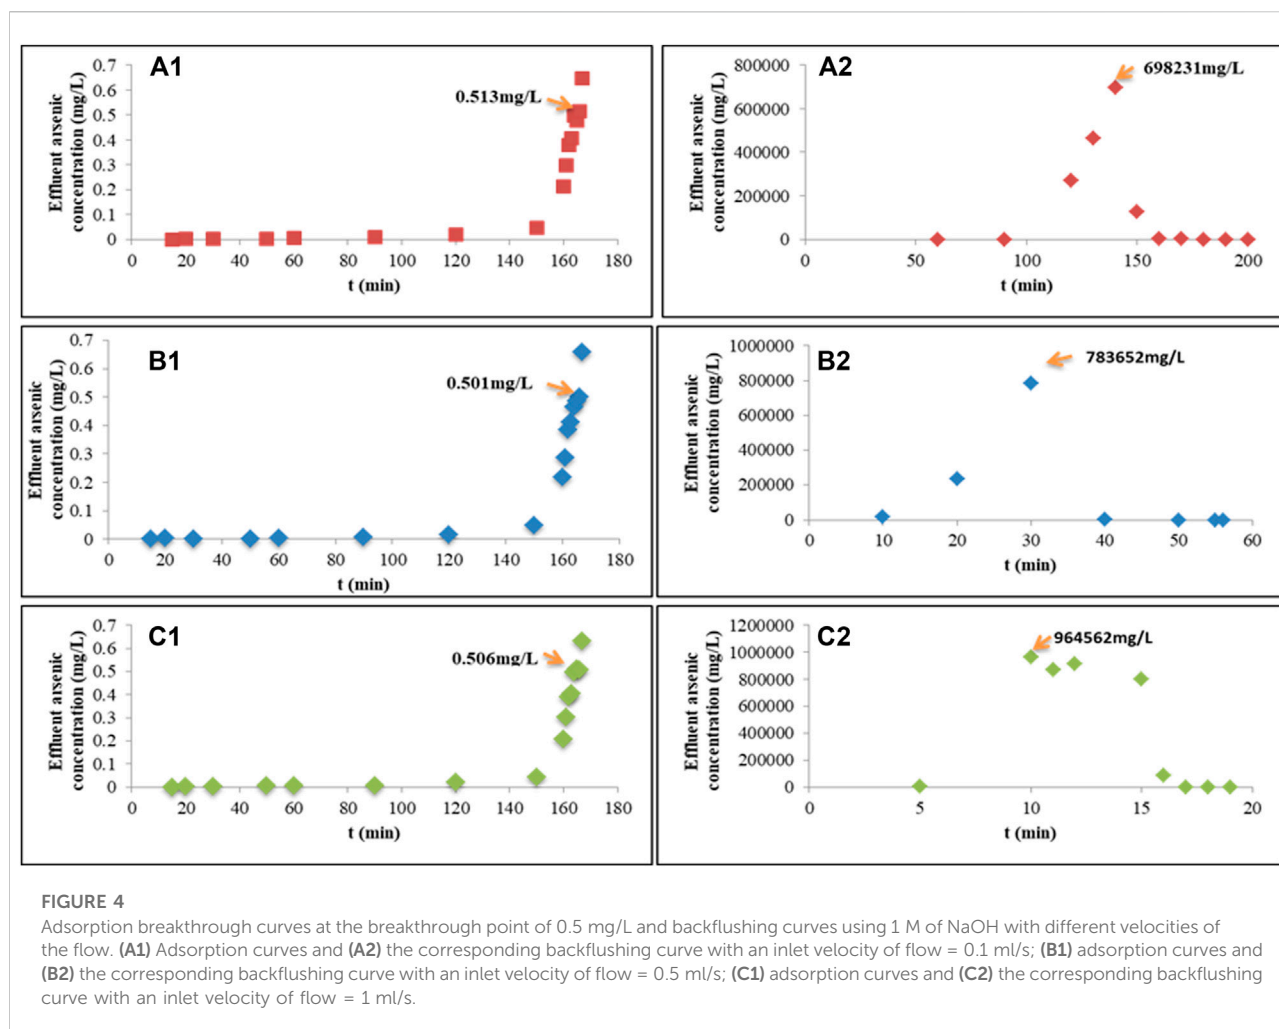 A1
Effluent arsenic
concentration (mg/L)
0.7
0.6
0.5
0.4
0.3
0.2
0.1
0
0 20 40 60 80 100 120 140 160 180
t (min)
0.513mg/L
A2
Effluent arsenic
concentration (mg/L)
800000
600000
400000
200000
0
0 50 100 150 200
t (min)
698231mg/L
B1
Effluent arsenic
concentration (mg/L)
0.7
0.6
0.5
0.4
0.3
0.2
0.1
0
0 20 40 60 80 100 120 140 160 180
t (min)
0.501mg/L
B2
Effluent arsenic
concentration (mg/L)
1000000
800000
600000
400000
200000
0
0 10 20 30 40 50 60
t (min)
783652mg/L
C1
Effluent arsenic
concentration (mg/L)
0.7
0.6
0.5
0.4
0.3
0.2
0.1
0
0 20 40 60 80 100 120 140 160 180
t (min)
0.506mg/L
C2
Effluent arsenic
concentration (mg/L)
1200000
1000000
800000
600000
400000
200000
0
0 5 10 15 20
t (min)
964562mg/L
FIGURE 4
Adsorption breakthrough curves at the breakthrough point of 0.5 mg/L and backflushing curves using 1 M of NaOH with different velocities of
the flow. (A1) Adsorption curves and (A2) the corresponding backflushing curve with an inlet velocity of flow = 0.1 ml/s; (B1) adsorption curves and
(B2) the corresponding backflushing curve with an inlet velocity of flow = 0.5 ml/s; (C1) adsorption curves and (C2) the corresponding backflushing
curve with an inlet velocity of flow = 1 ml/s.